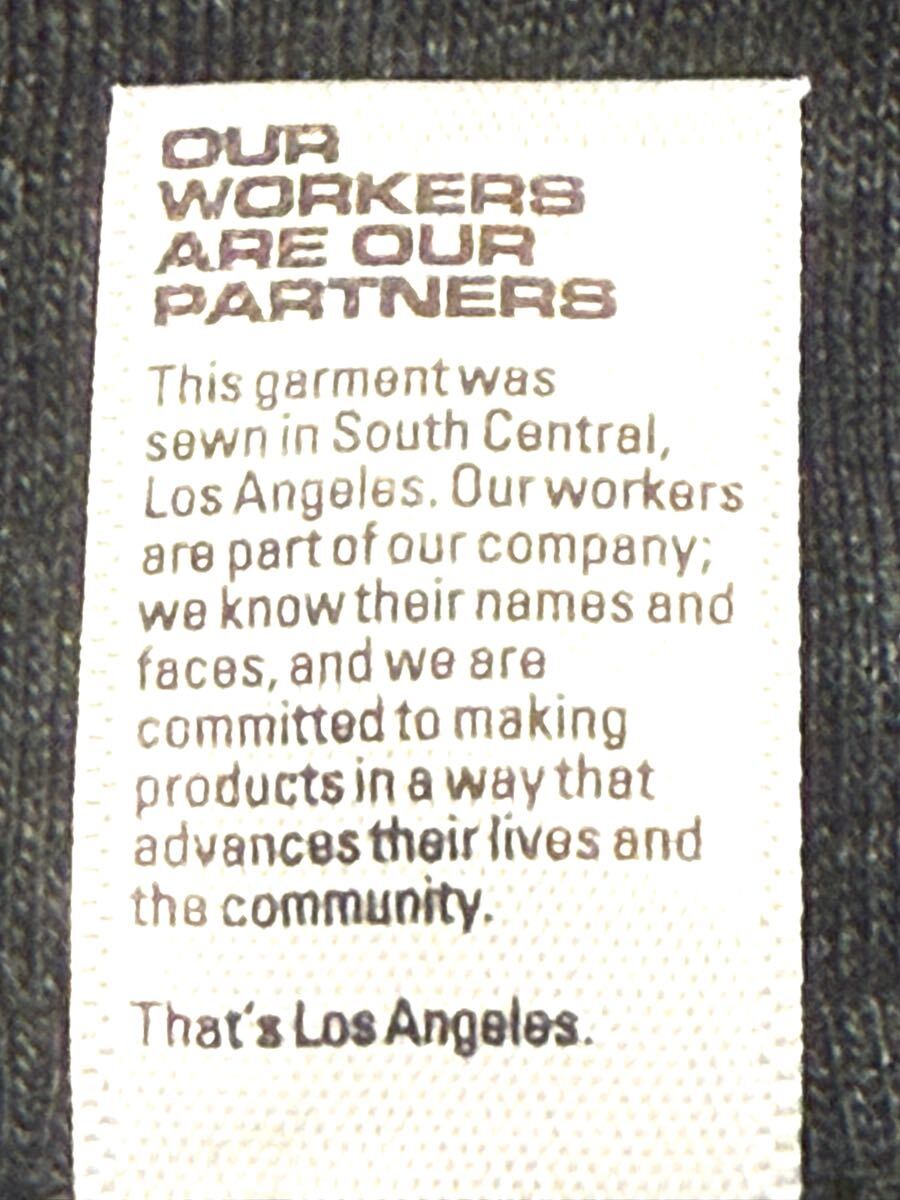 OUR
WORKERS
ARE OUR
PARTNERS
This garment was
sewn in South Central,
Los Angeles. Our workers
are part of our company;
we know their names and
faces, and we are
committed to making
products in a way that
advances their lives and
the community.
That's Los Angeles.